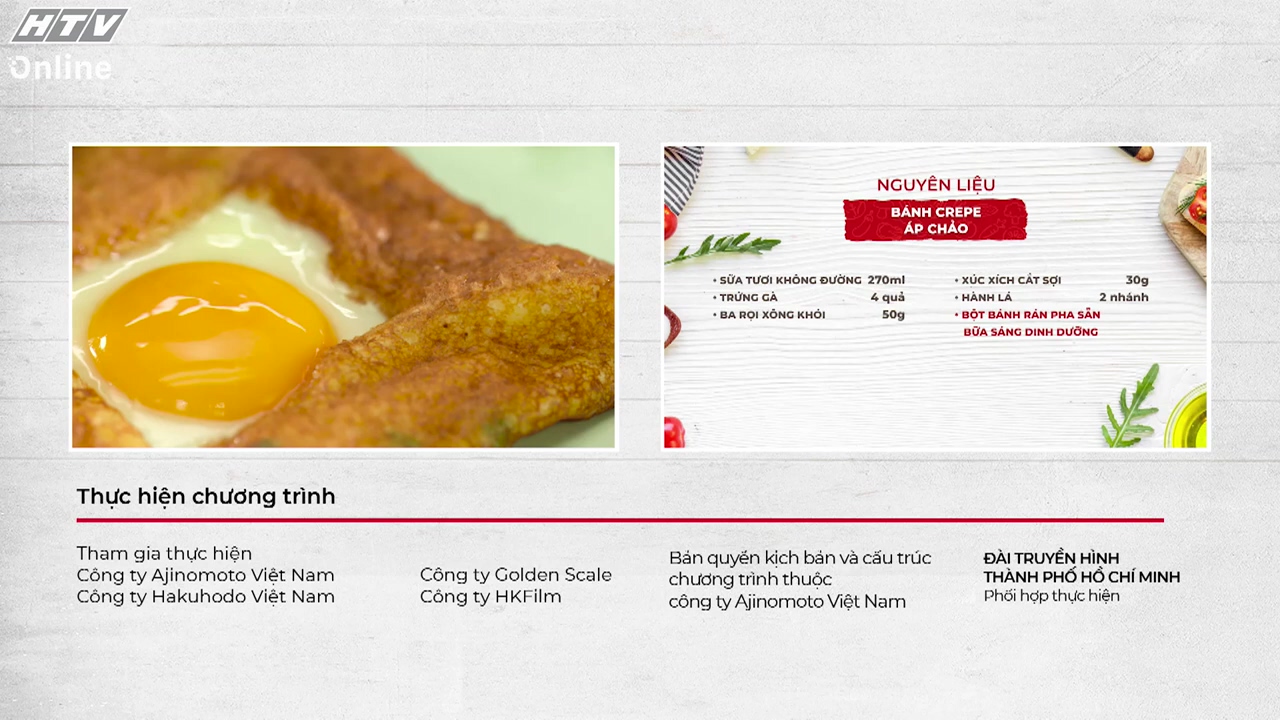 HTV
Online
NGUYÊN LIỆU
BÁNH CREPE
ÁP CHẢO
• SỮA TƯƠI KHÔNG ĐƯỜNG 270ml
• TRỨNG GÀ 4 quả
• BA RỌI XÔNG KHÓI 50g
• XÚC XÍCH CẮT SỢI 30g
• HÀNH LÁ 2 nhánh
• BỘT BÁNH RÁN PHA SẴN
BỮA SÁNG DINH DƯỠNG
Thực hiện chương trình
Tham gia thực hiện
Công ty Ajinomoto Việt Nam
Công ty Hakuhodo Việt Nam
Công ty Golden Scale
Công ty HKFilm
Bản quyền kịch bản và cấu trúc
chương trình thuộc
công ty Ajinomoto Việt Nam
ĐÀI TRUYỀN HÌNH
THÀNH PHỐ HỒ CHÍ MINH
Phối hợp thực hiện